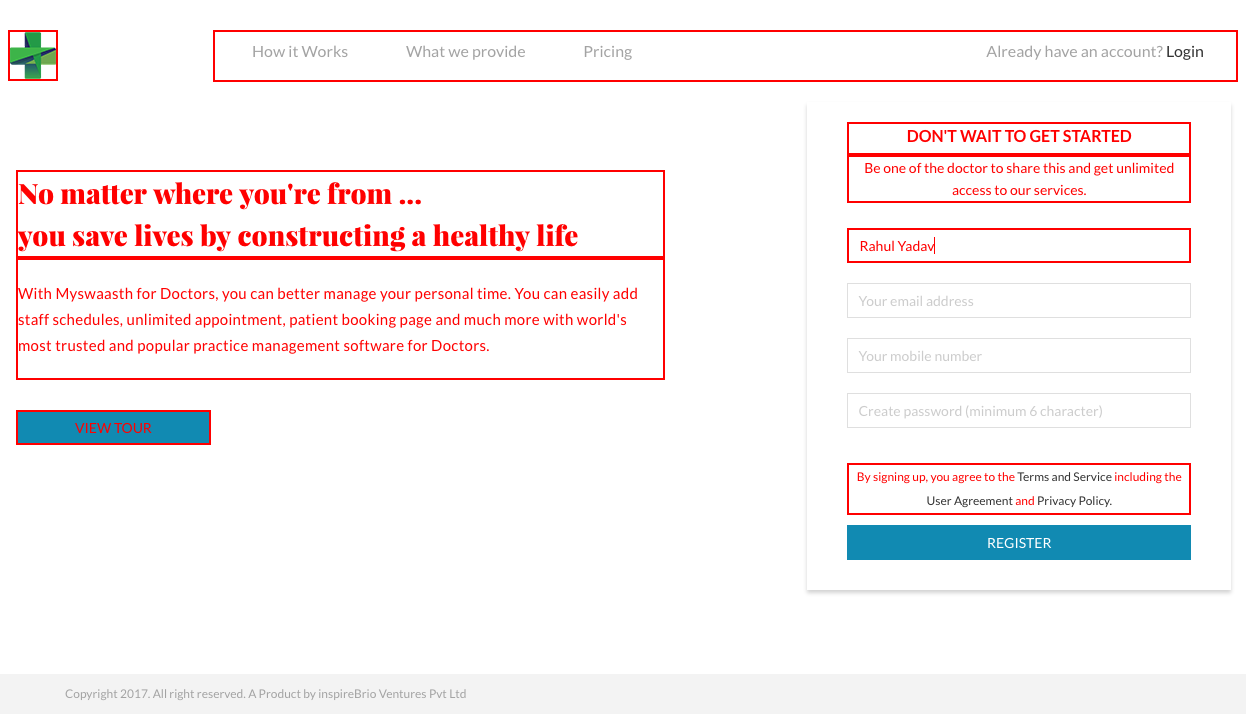 How it Works
What we provide
Pricing
Already have an account? Login
No matter where you're from ...
you save lives by constructing a healthy life
With Myswaasth for Doctors, you can better manage your personal time. You can easily add
staff schedules, unlimited appointment, patient booking page and much more with world's
most trusted and popular practice management software for Doctors.
VIEW TOUR
DON'T WAIT TO GET STARTED
Be one of the doctor to share this and get unlimited
access to our services.
Rahul Yadav
Your email address
Your mobile number
Create password (minimum 6 character)
By signing up, you agree to the Terms and Service including the
User Agreement and Privacy Policy.
REGISTER
Copyright 2017. All right reserved. A Product by inspireBrio Ventures Pvt Ltd